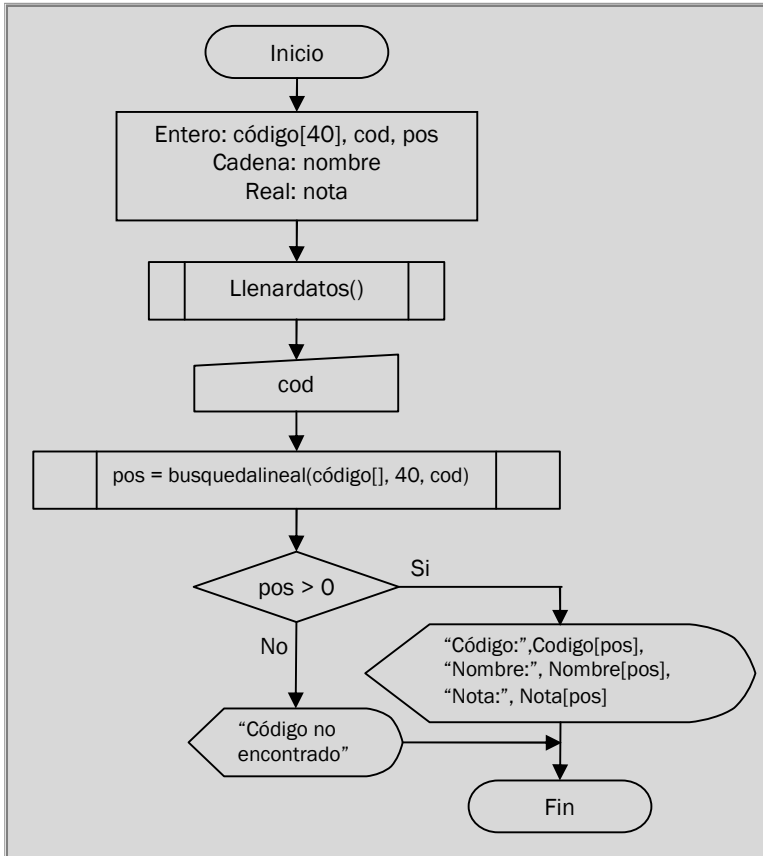 Inicio
Entero: código[40], cod, pos
Cadena: nombre
Real: nota
Llenardatos()
cod
pos = busquedalineal(código[], 40, cod)
pos > 0
Si
No
“Código:”,Codigo[pos],
“Nombre:”, Nombre[pos],
“Nota:”, Nota[pos]
“Código no
encontrado”
Fin